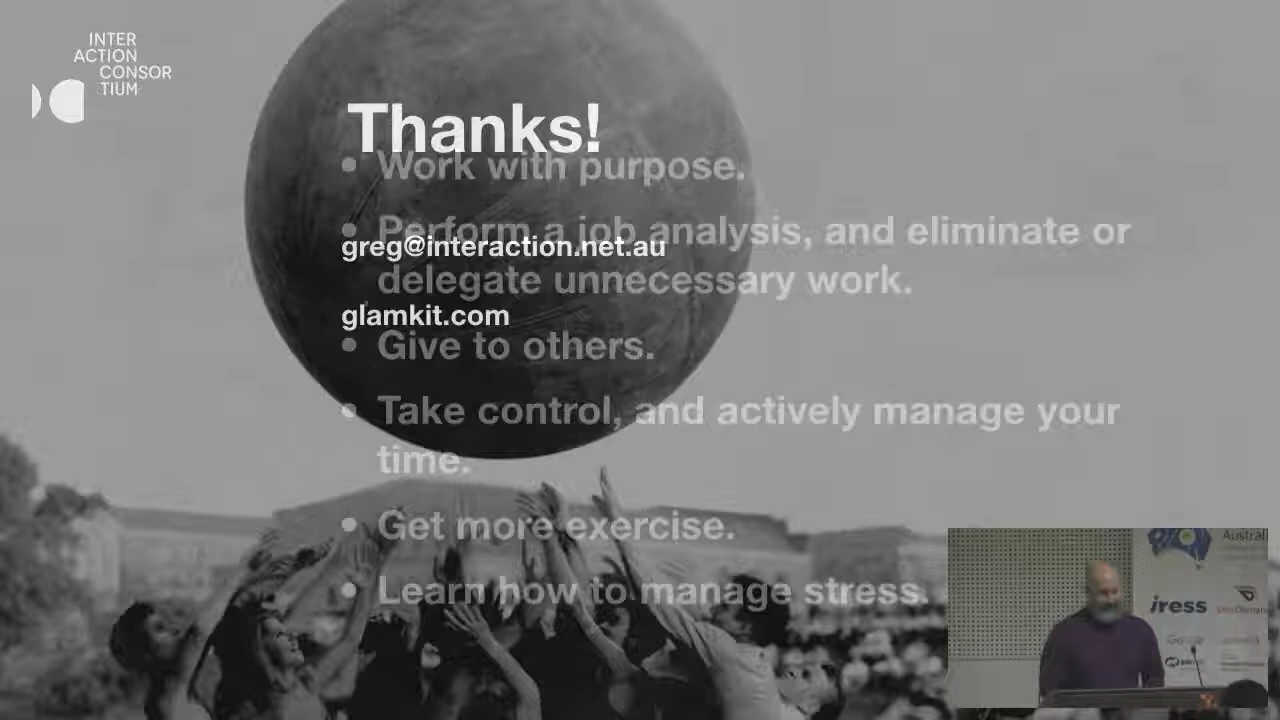 INTER
ACTION
CONSOR
TIUM
Thanks!
• Work with purpose.
• Perform a job analysis, and eliminate or
delegate unnecessary work.
greg@interaction.net.au
glamkit.com
• Give to others.
• Take control, and actively manage your
time.
• Get more exercise.
• Learn how to manage stress.
Austral
iress
Google